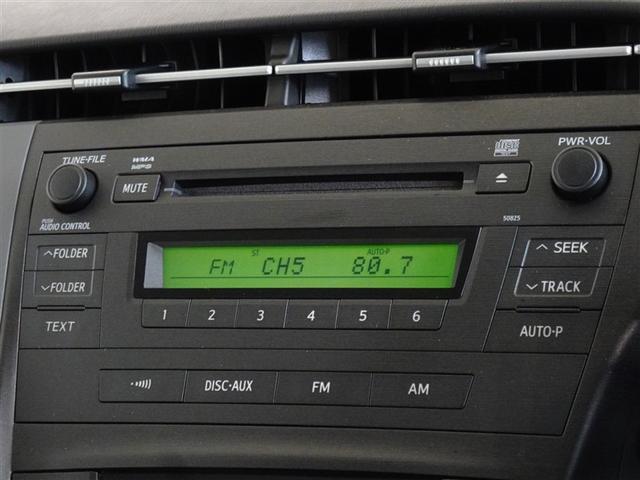 TUNE•FILE
WMA
MP3
MUTE
PWR•VOL
PUSH
AUDIO CONTROL
50825
FOLDER
FOLDER
TEXT
ST
AUTO-P
FM CH5 80.7
SEEK
TRACK
AUTO•P
1 2 3 4 5 6
DISC•AUX
FM
AM